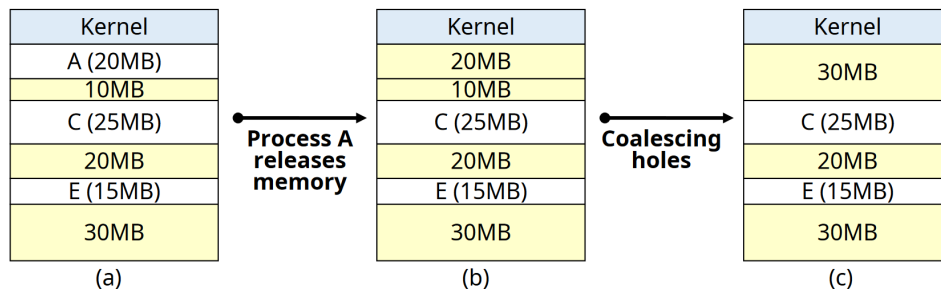 Kernel
A (20MB)
10MB
C (25MB)
20MB
E (15MB)
30MB
(a)
Process A
releases
memory
Kernel
20MB
10MB
C (25MB)
20MB
E (15MB)
30MB
(b)
Coalescing
holes
Kernel
30MB
C (25MB)
20MB
E (15MB)
30MB
(c)